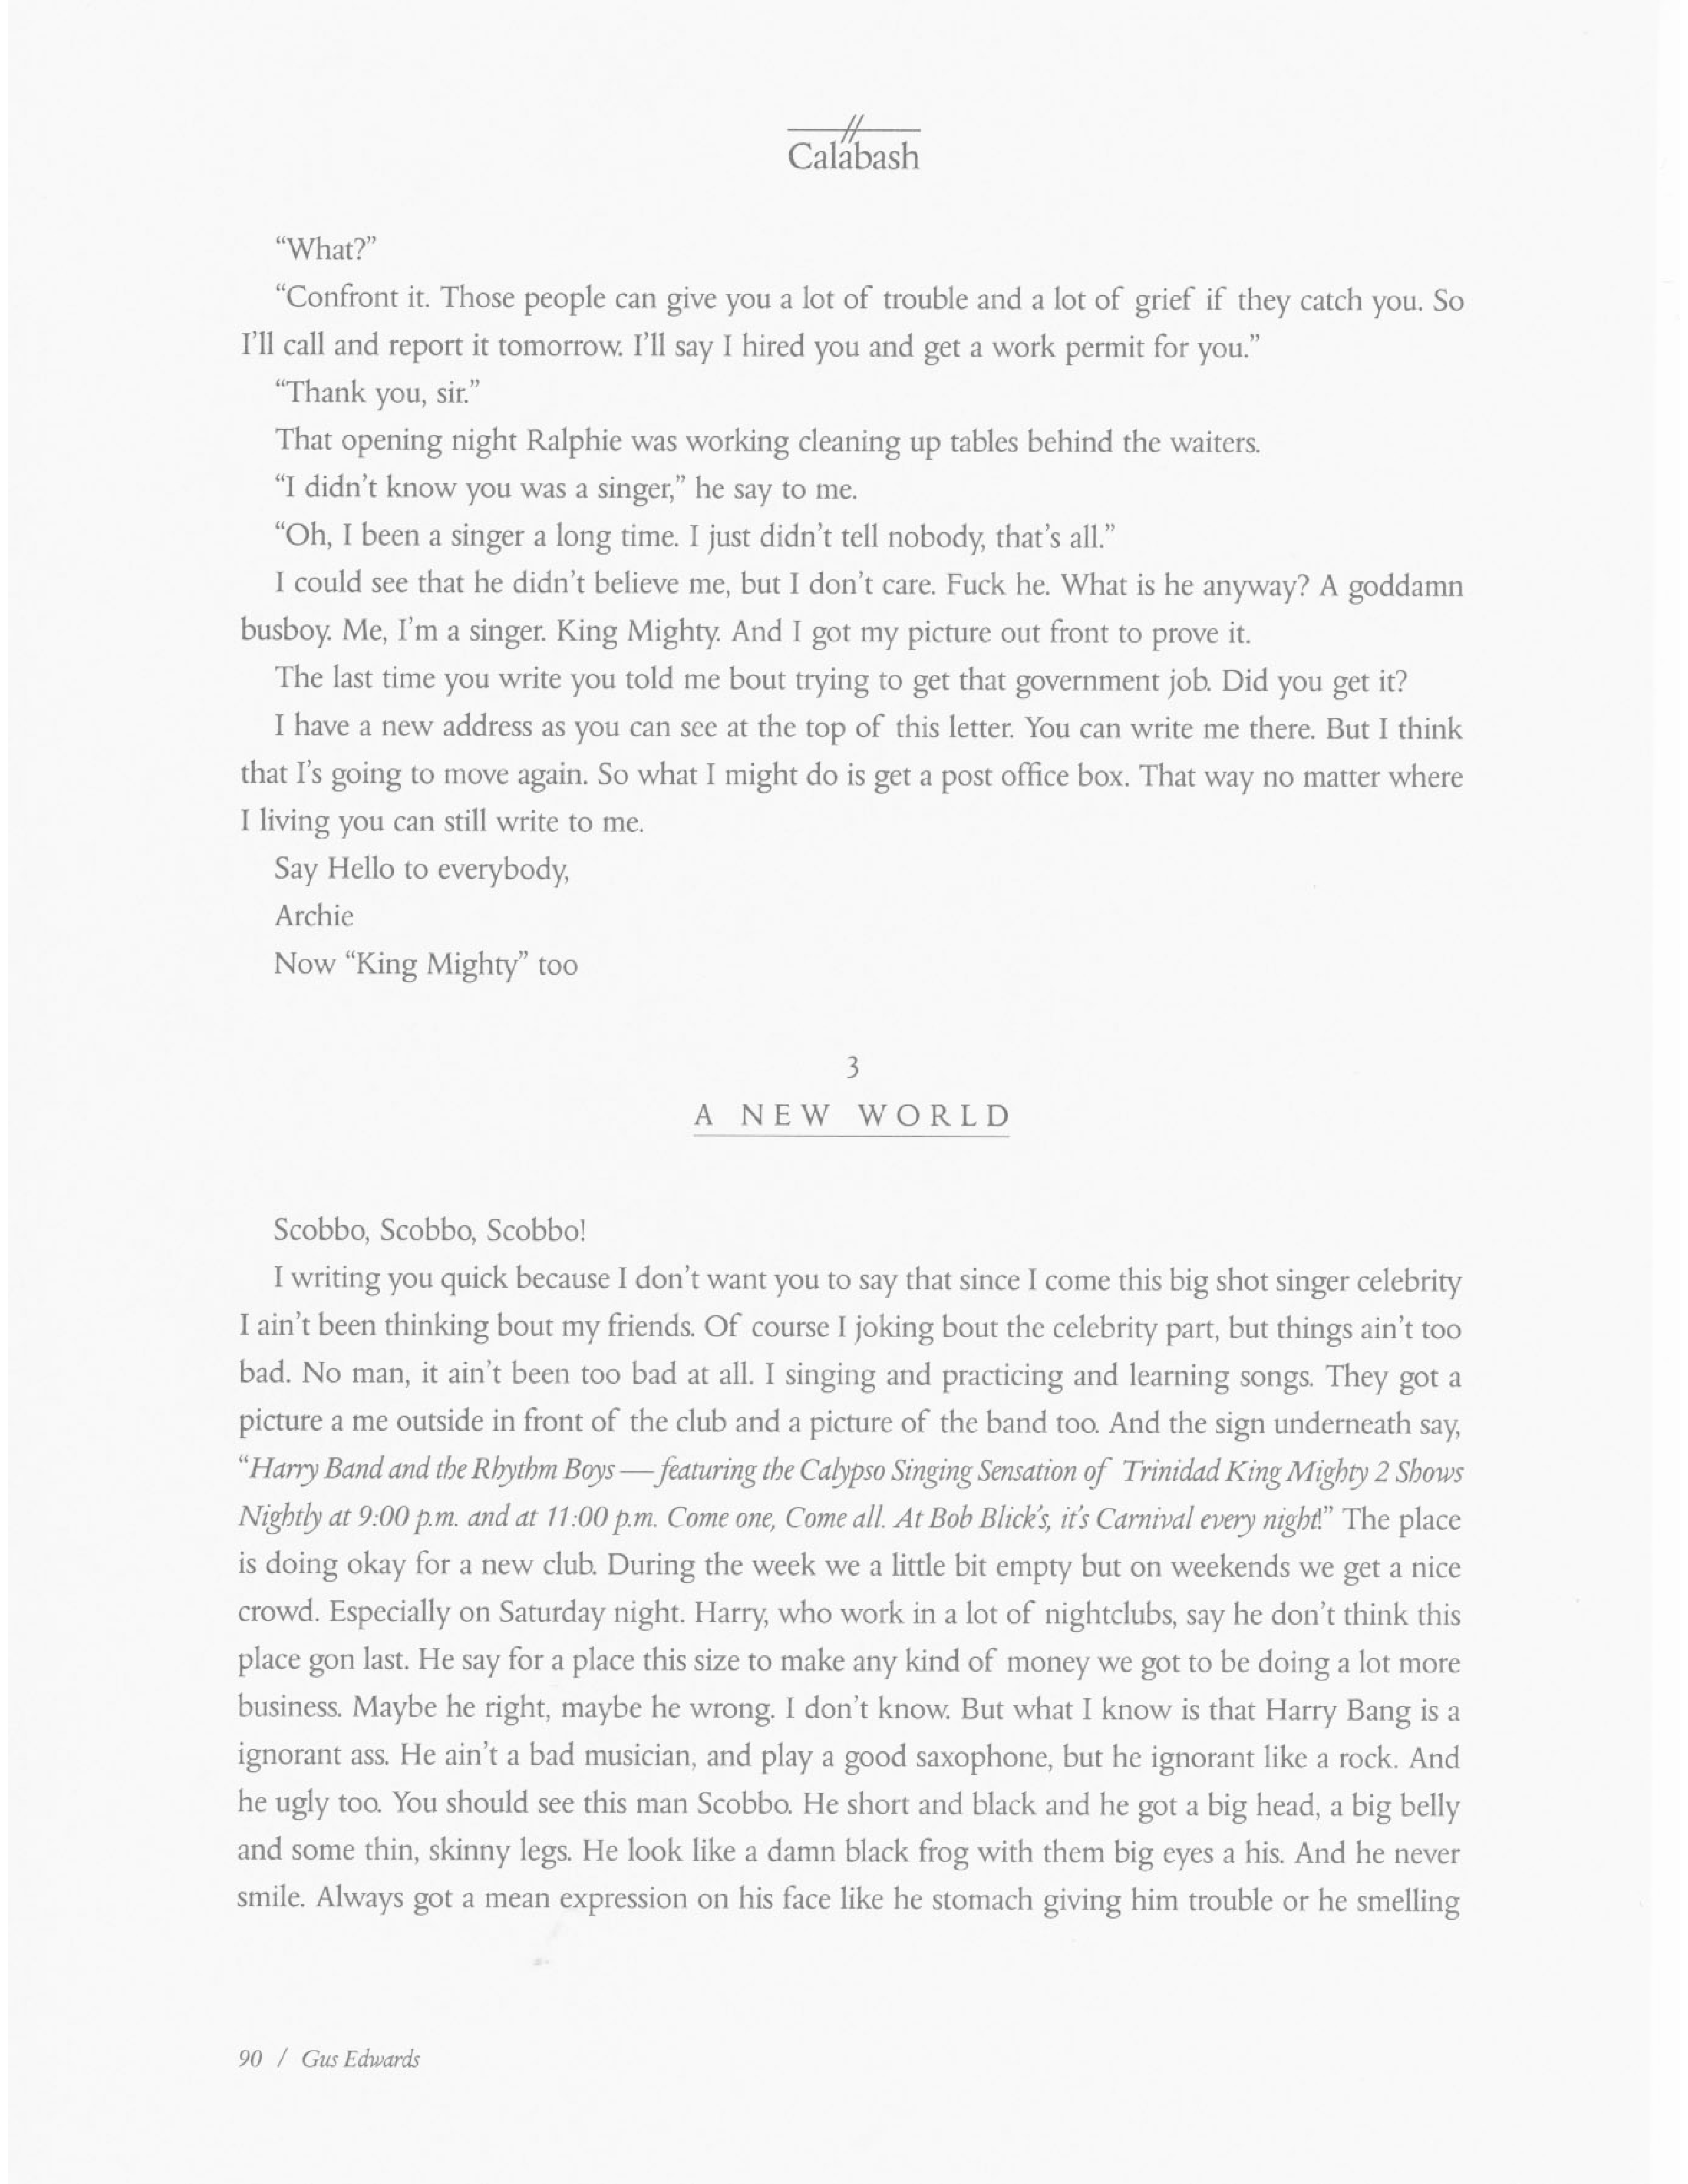 Calabash
“What?”
“Confront it. Those people can give you a lot of trouble and a lot of grief if they catch you. So
I’ll call and report it tomorrow. I’ll say I hired you and get a work permit for you.”
“Thank you, sir.”
That opening night Ralphie was working cleaning up tables behind the waiters.
“I didn’t know you was a singer,” he say to me.
“Oh, I been a singer a long time. I just didn’t tell nobody, that’s all.”
I could see that he didn’t believe me, but I don’t care. Fuck he. What is he anyway? A goddamn
busboy. Me, I’m a singer. King Mighty. And I got my picture out front to prove it.
The last time you write you told me bout trying to get that government job. Did you get it?
I have a new address as you can see at the top of this letter. You can write me there. But I think
that I’s going to move again. So what I might do is get a post office box. That way no matter where
I living you can still write to me.
Say Hello to everybody,
Archie
Now “King Mighty” too
3
A NEW WORLD
Scobbo, Scobbo, Scobbo!
I writing you quick because I don’t want you to say that since I come this big shot singer celebrity
I ain’t been thinking bout my friends. Of course I joking bout the celebrity part, but things ain’t too
bad. No man, it ain’t been too bad at all. I singing and practicing and learning songs. They got a
picture a me outside in front of the club and a picture of the band too. And the sign underneath say,
“Harry Band and the Rhythm Boys — featuring the Calypso Singing Sensation of Trinidad King Mighty 2 Shows
Nightly at 9:00 p.m. and at 11:00 p.m. Come one, Come all. At Bob Blick’s, it’s Carnival every night!” The place
is doing okay for a new club. During the week we a little bit empty but on weekends we get a nice
crowd. Especially on Saturday night. Harry, who work in a lot of nightclubs, say he don’t think this
place gon last. He say for a place this size to make any kind of money we got to be doing a lot more
business. Maybe he right, maybe he wrong. I don’t know. But what I know is that Harry Bang is a
ignorant ass. He ain’t a bad musician, and play a good saxophone, but he ignorant like a rock. And
he ugly too. You should see this man Scobbo. He short and black and he got a big head, a big belly
and some thin, skinny legs. He look like a damn black frog with them big eyes a his. And he never
smile. Always got a mean expression on his face like he stomach giving him trouble or he smelling
90 / Gus Edwards